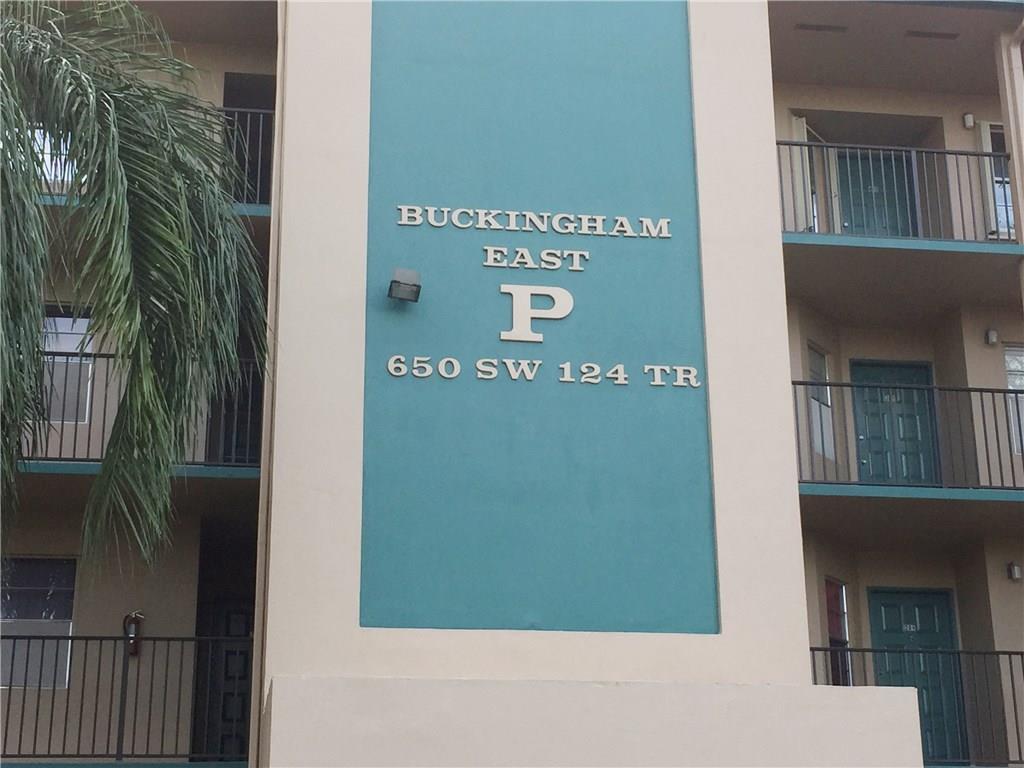 BUCKINGHAM
EAST
P
650 SW 124 TR